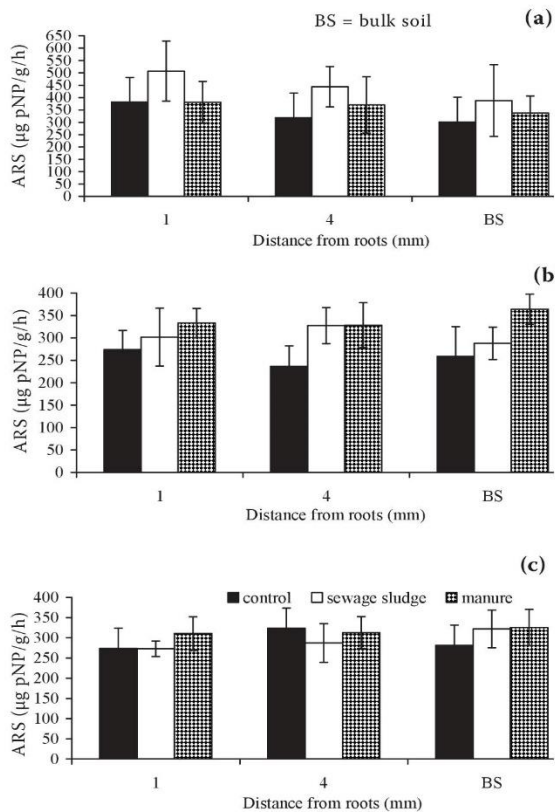 (a)
BS = bulk soil
ARS (µg pNP/g/h)
650
600
550
500
450
400
350
300
250
200
150
100
50
0
1 4 BS
Distance from roots (mm)
(b)
ARS (µg pNP/g/h)
400
350
300
250
200
150
100
50
0
1 4 BS
Distance from roots (mm)
(c)
control sewage sludge manure
ARS (µg pNP/g/h)
400
350
300
250
200
150
100
50
0
1 4 BS
Distance from roots (mm)